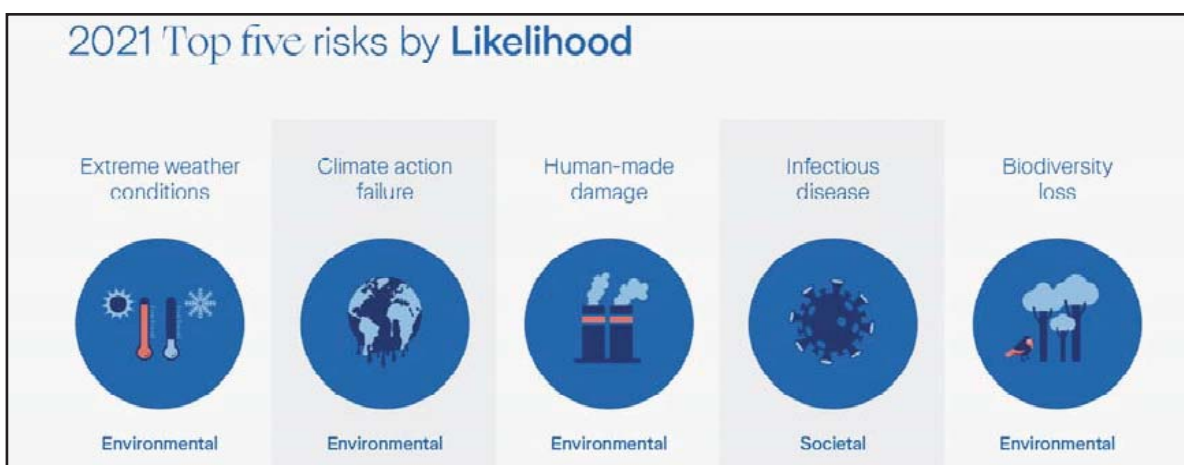 2021 Top five risks by Likelihood
Extreme weather
conditions
Climate action
failure
Human-made
damage
Infectious
disease
Biodiversity
loss
Environmental
Environmental
Environmental
Societal
Environmental